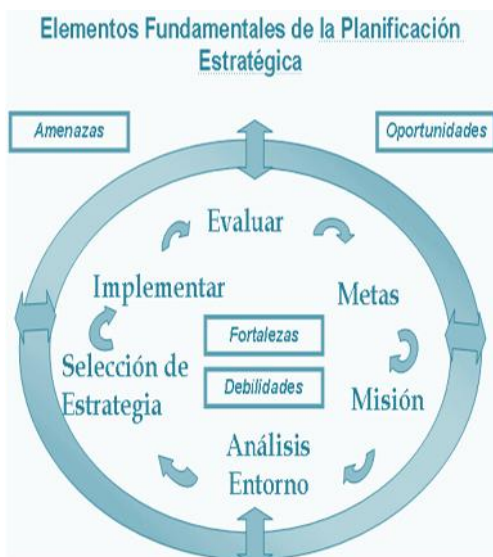 Elementos Fundamentales de la Planificación
Estratégica
Amenazas
Oportunidades
Evaluar
Implementar
Metas
Fortalezas
Selección de
Estrategia
Debilidades
Misión
Análisis
Entorno